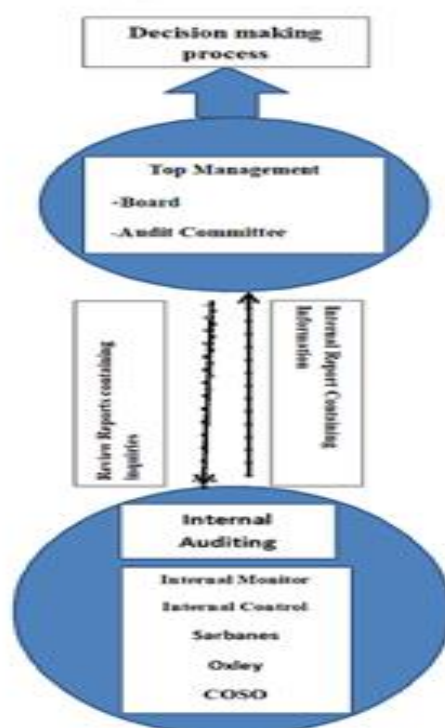 Decision making
process
Top Management
-Board
-Audit Committee
Review Reports containing
Inquiries
Internal Report Containing
Information
Internal
Auditing
Internal Monitor
Internal Control
Sarbanes
Oxley
COSO